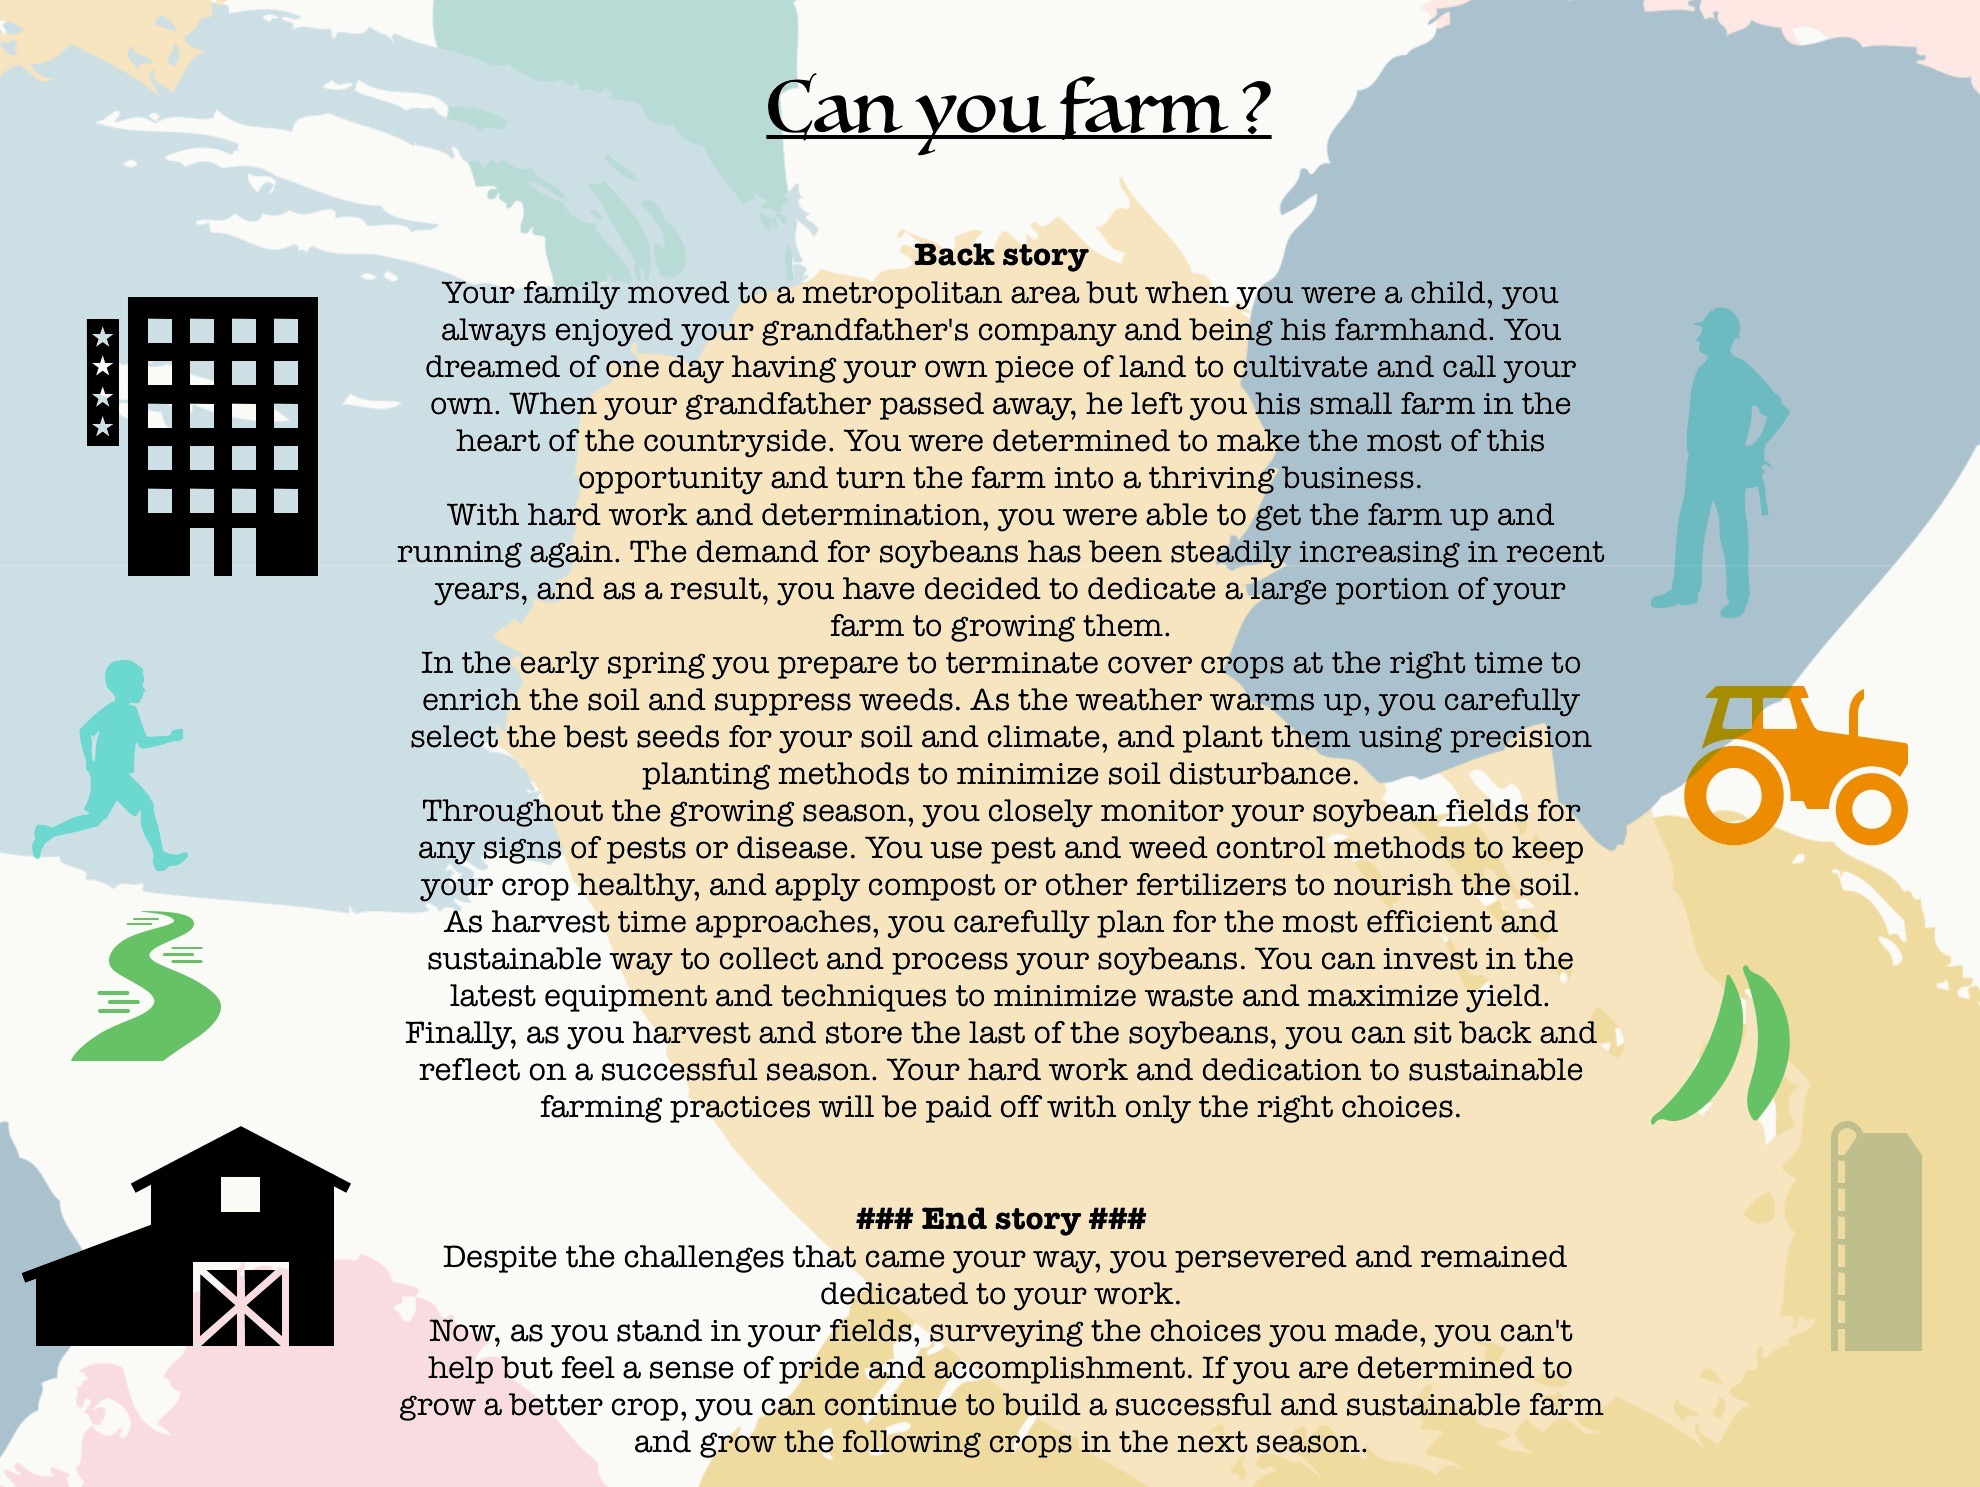 Can you farm ?
Back story
Your family moved to a metropolitan area but when you were a child, you
always enjoyed your grandfather's company and being his farmhand. You
dreamed of one day having your own piece of land to cultivate and call your
own. When your grandfather passed away, he left you his small farm in the
heart of the countryside. You were determined to make the most of this
opportunity and turn the farm into a thriving business.
With hard work and determination, you were able to get the farm up and
running again. The demand for soybeans has been steadily increasing in recent
years, and as a result, you have decided to dedicate a large portion of your
farm to growing them.
In the early spring you prepare to terminate cover crops at the right time to
enrich the soil and suppress weeds. As the weather warms up, you carefully
select the best seeds for your soil and climate, and plant them using precision
planting methods to minimize soil disturbance.
Throughout the growing season, you closely monitor your soybean fields for
any signs of pests or disease. You use pest and weed control methods to keep
your crop healthy, and apply compost or other fertilizers to nourish the soil.
As harvest time approaches, you carefully plan for the most efficient and
sustainable way to collect and process your soybeans. You can invest in the
latest equipment and techniques to minimize waste and maximize yield.
Finally, as you harvest and store the last of the soybeans, you can sit back and
reflect on a successful season. Your hard work and dedication to sustainable
farming practices will be paid off with only the right choices.
### End story ###
Despite the challenges that came your way, you persevered and remained
dedicated to your work.
Now, as you stand in your fields, surveying the choices you made, you can't
help but feel a sense of pride and accomplishment. If you are determined to
grow a better crop, you can continue to build a successful and sustainable farm
and grow the following crops in the next season.